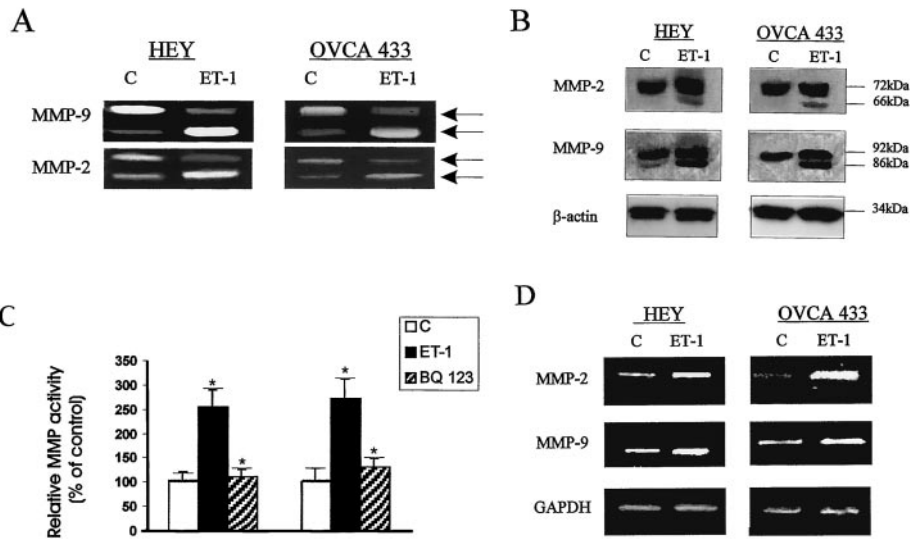 A
HEY OVCA 433
C ET-1 C ET-1
MMP-9
MMP-2
B
HEY OVCA 433
C ET-1 C ET-1
MMP-2 72kDa
66kDa
MMP-9 92kDa
86kDa
β-actin 34kDa
C
C
ET-1
BQ 123
Relative MMP activity
(% of control)
350
300
250
200
150
100
50
0
* * * *
D
HEY OVCA 433
C ET-1 C ET-1
MMP-2
MMP-9
GAPDH